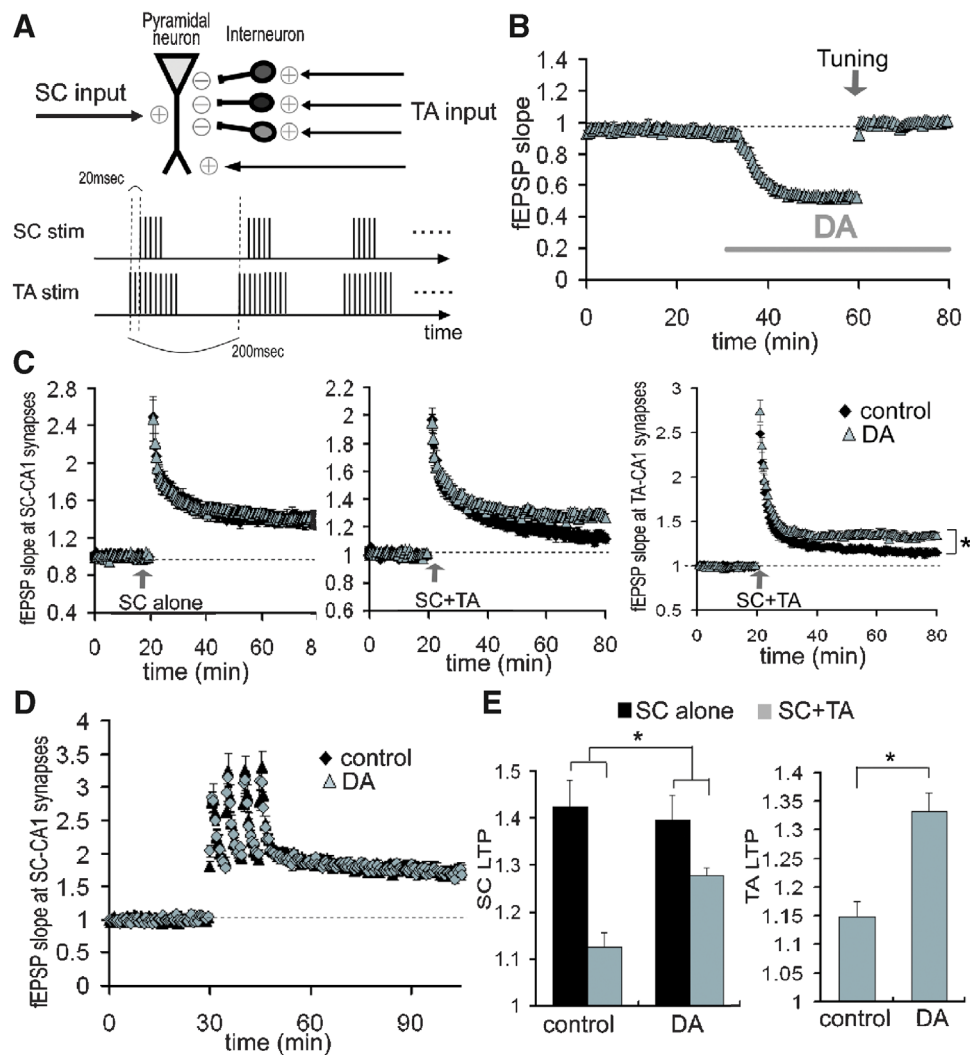 A
Pyramidal
neuron
Interneuron
SC input
TA input
20msec
SC stim
TA stim
time
200msec
B
Tuning
fEPSP slope
1.4
1.2
1
0.8
0.6
0.4
0.2
0
DA
0 20 40 60 80
time (min)
C
fEPSP slope at SC-CA1 synapses
2.8
2.4
2
1.6
1.2
0.8
0.4
SC alone
0 20 40 60 8
time (min)
2.2
2
1.8
1.6
1.4
1.2
1
0.8
0.6
SC+TA
0 20 40 60 80
time (min)
fEPSP slope at TA-CA1 synapses
3
2.5
2
1.5
1
0.5
control
DA
*
SC+TA
0 20 40 60 80
time (min)
D
fEPSP slope at SC-CA1 synapses
4
3.5
3
2.5
2
1.5
1
0.5
0
control
DA
0 30 60 90
time (min)
E
SC alone SC+TA
SC LTP
1.5
1.4
1.3
1.2
1.1
1
*
control DA
TA LTP
1.4
1.35
1.3
1.25
1.2
1.15
1.1
1.05
1
*
control DA